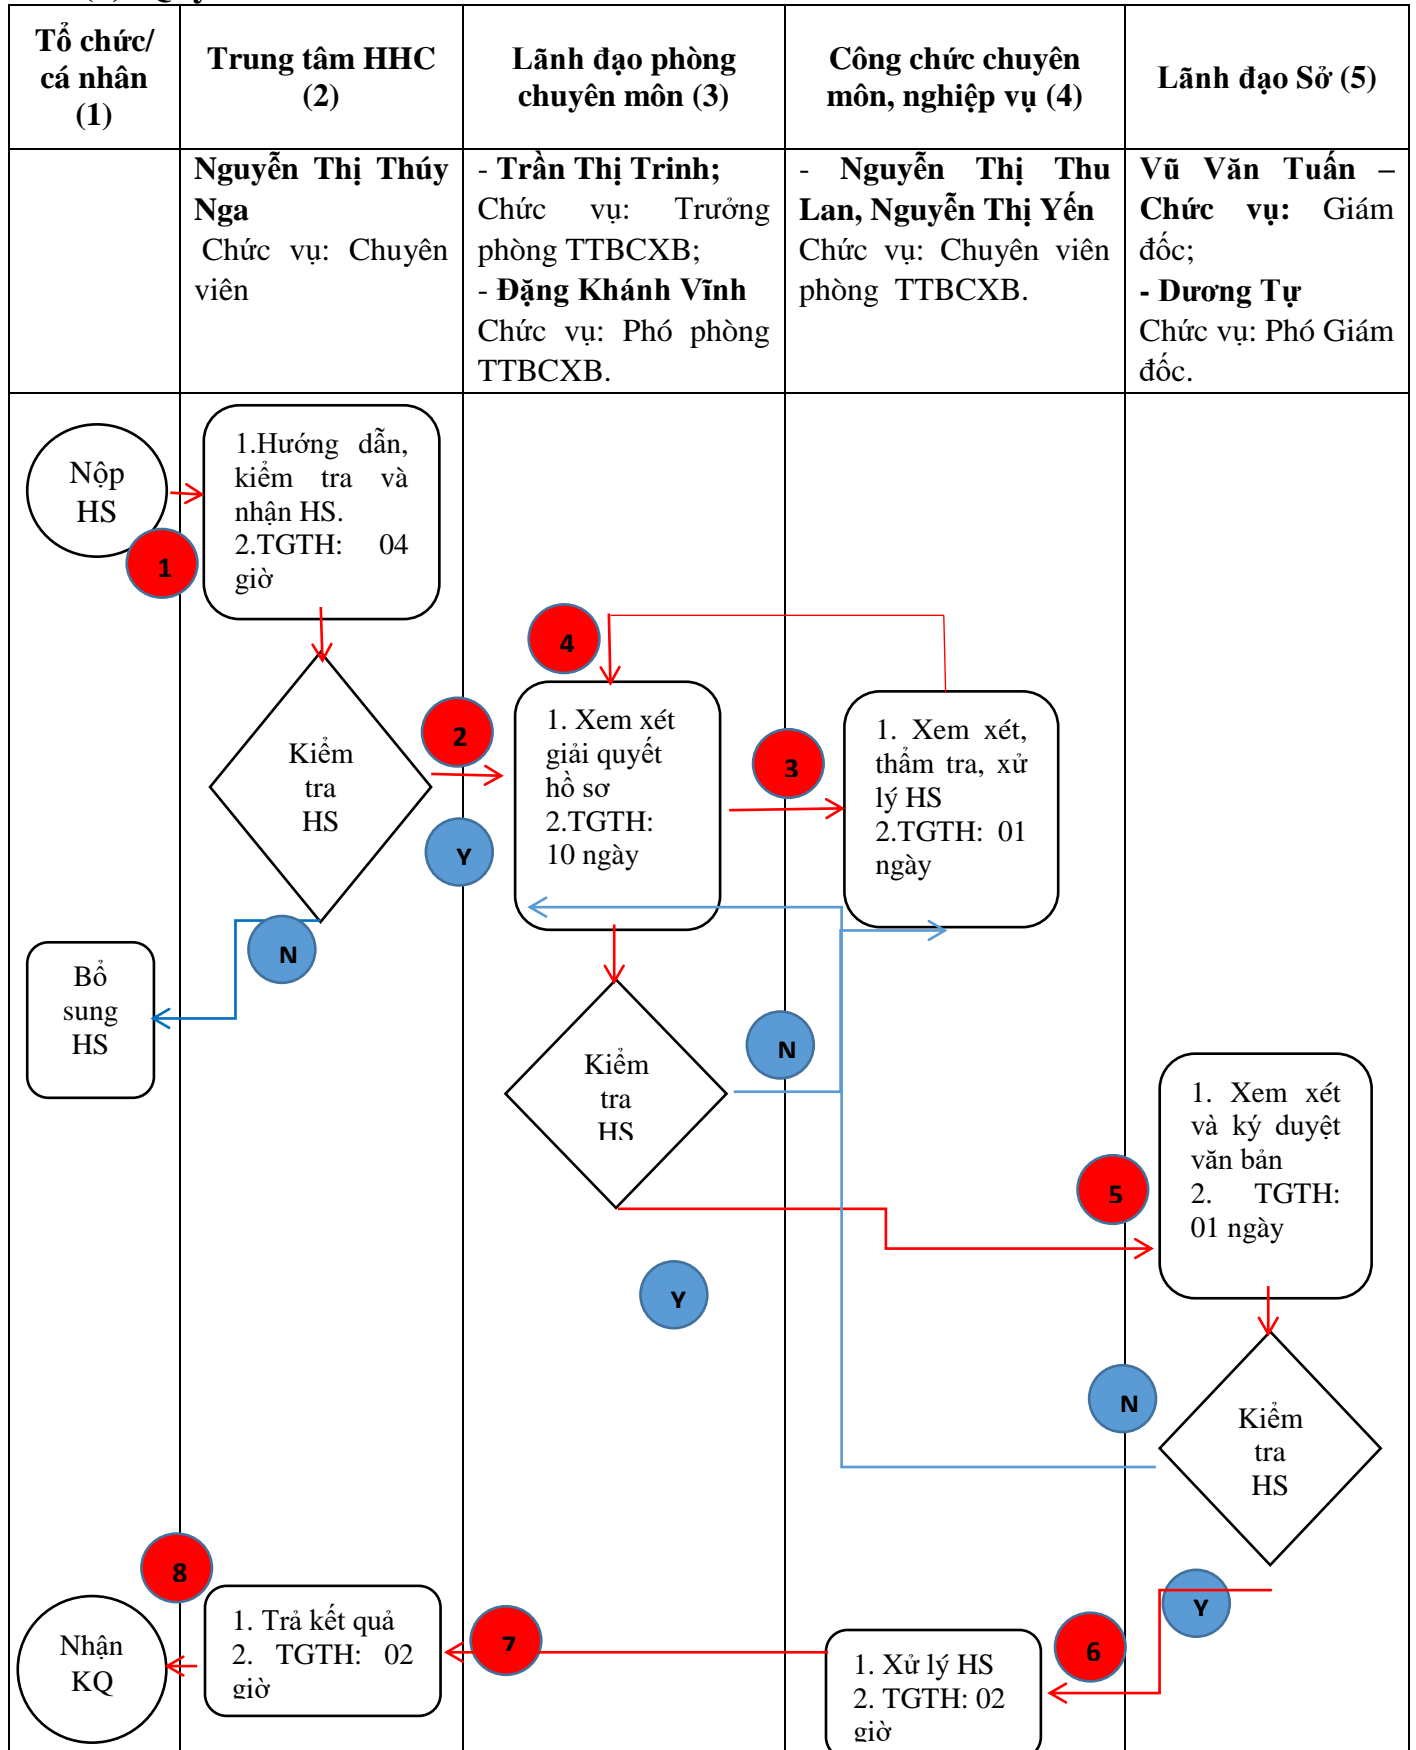 Tổ chức/
cá nhân
(1)
Trung tâm HHC
(2)
Lãnh đạo phòng
chuyên môn (3)
Công chức chuyên
môn, nghiệp vụ (4)
Lãnh đạo Sở (5)
Nguyễn Thị Thúy
Nga
Chức vụ: Chuyên
viên
- Trần Thị Trinh;
Chức vụ: Trưởng
phòng TTBCXB;
- Đặng Khánh Vĩnh
Chức vụ: Phó phòng
TTBCXB.
- Nguyễn Thị Thu
Lan, Nguyễn Thị Yến
Chức vụ: Chuyên viên
phòng TTBCXB.
Vũ Văn Tuấn –
Chức vụ: Giám
đốc;
- Dương Tự
Chức vụ: Phó Giám
đốc.
Nộp
HS
1
1.Hướng dẫn,
kiểm tra và
nhận HS.
2.TGTH: 04
giờ
4
Kiểm
tra
HS
2
Y
1. Xem xét
giải quyết
hồ sơ
2.TGTH:
10 ngày
3
1. Xem xét,
thẩm tra, xử
lý HS
2.TGTH: 01
ngày
N
Bổ
sung
HS
Kiểm
tra
HS
N
1. Xem xét
và ký duyệt
văn bản
2. TGTH:
01 ngày
5
Y
N
Kiểm
tra
HS
Y
8
Nhận
KQ
1. Trả kết quả
2. TGTH: 02
giờ
7
1. Xử lý HS
2. TGTH: 02
giờ
6